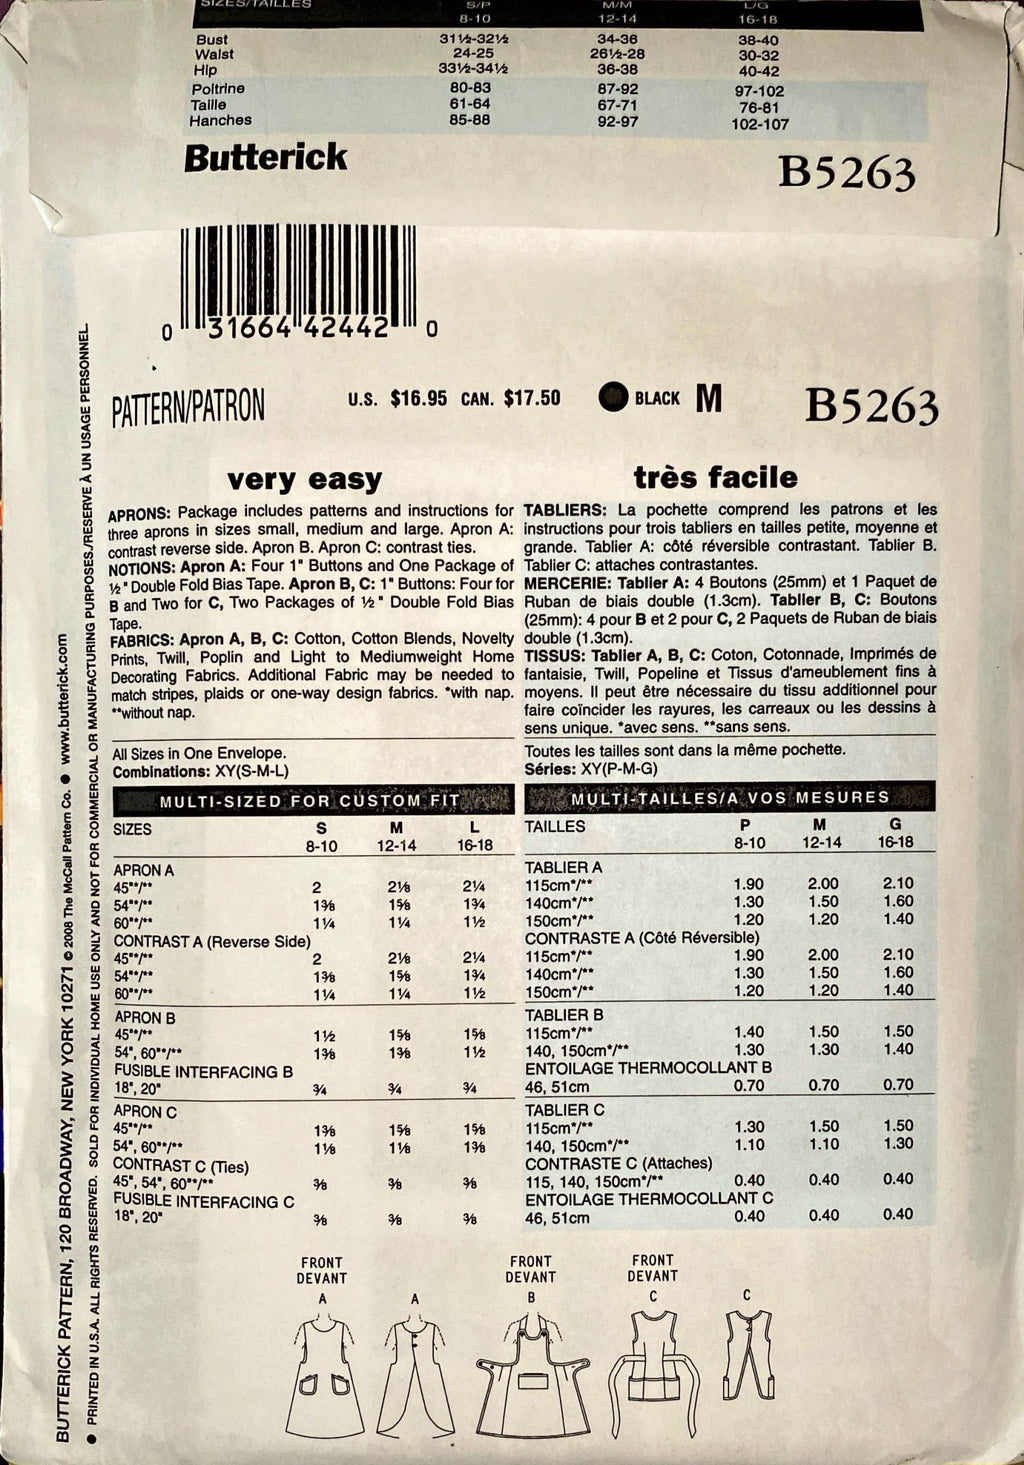 SIZES/TAILLES S/P M/M L/G
8-10 12-14 16-18
Bust 31½-32½ 34-36 38-40
Waist 24-25 26½-28 30-32
Hip 33½-34½ 36-38 40-42
Poitrine 80-83 87-92 97-102
Taille 61-64 67-71 76-81
Hanches 85-88 92-97 102-107
Butterick B5263
0 31664 42442 0
PATTERN/PATRON U.S. $16.95 CAN. $17.50 BLACK M B5263
very easy
APRONS: Package includes patterns and instructions for
three aprons in sizes small, medium and large. Apron A:
contrast reverse side. Apron B. Apron C: contrast ties.
NOTIONS: Apron A: Four 1" Buttons and One Package of
½" Double Fold Bias Tape. Apron B, C: 1" Buttons: Four for
B and Two for C, Two Packages of ½" Double Fold Bias
Tape.
FABRICS: Apron A, B, C: Cotton, Cotton Blends, Novelty
Prints, Twill, Poplin and Light to Mediumweight Home
Decorating Fabrics. Additional Fabric may be needed to
match stripes, plaids or one-way design fabrics. *with nap.
**without nap.
All Sizes in One Envelope.
Combinations: XY(S-M-L)
MULTI-SIZED FOR CUSTOM FIT
SIZES S M L
8-10 12-14 16-18
APRON A
45"*/** 2 2⅛ 2¼
54"*/** 1⅜ 1⅝ 1¾
60"*/** 1¼ 1¼ 1½
CONTRAST A (Reverse Side)
45"*/** 2 2⅛ 2¼
54"*/** 1⅜ 1⅝ 1¾
60"*/** 1¼ 1¼ 1½
APRON B
45"*/** 1½ 1⅝ 1⅝
54", 60"*/** 1⅜ 1⅜ 1½
FUSIBLE INTERFACING B
18", 20" ¾ ¾ ¾
APRON C
45"*/** 1⅜ 1⅝ 1⅝
54", 60"*/** 1⅛ 1⅛ 1⅜
CONTRAST C (Ties)
45", 54", 60"*/** ⅜ ⅜ ⅜
FUSIBLE INTERFACING C
18", 20" ⅜ ⅜ ⅜
très facile
TABLIERS: La pochette comprend les patrons et les
instructions pour trois tabliers en tailles petite, moyenne et
grande. Tablier A: côté réversible contrastant. Tablier B.
Tablier C: attaches contrastantes.
MERCERIE: Tablier A: 4 Boutons (25mm) et 1 Paquet de
Ruban de biais double (1.3cm). Tablier B, C: Boutons
(25mm): 4 pour B et 2 pour C, 2 Paquets de Ruban de biais
double (1.3cm).
TISSUS: Tablier A, B, C: Coton, Cotonnade, Imprimés de
fantaisie, Twill, Popeline et Tissus d'ameublement fins à
moyens. Il peut être nécessaire du tissu additionnel pour
faire coïncider les rayures, les carreaux ou les dessins à
sens unique. *avec sens. **sans sens.
Toutes les tailles sont dans la même pochette.
Séries: XY(P-M-G)
MULTI-TAILLES/A VOS MESURES
TAILLES P M G
8-10 12-14 16-18
TABLIER A
115cm*/** 1.90 2.00 2.10
140cm*/** 1.30 1.50 1.60
150cm*/** 1.20 1.20 1.40
CONTRASTE A (Côté Réversible)
115cm*/** 1.90 2.00 2.10
140cm*/** 1.30 1.50 1.60
150cm*/** 1.20 1.20 1.40
TABLIER B
115cm*/** 1.40 1.50 1.50
140, 150cm*/** 1.30 1.30 1.40
ENTOILAGE THERMOCOLLANT B
46, 51cm 0.70 0.70 0.70
TABLIER C
115cm*/** 1.30 1.50 1.50
140, 150cm*/** 1.10 1.10 1.30
CONTRASTE C (Attaches)
115, 140, 150cm*/** 0.40 0.40 0.40
ENTOILAGE THERMOCOLLANT C
46, 51cm 0.40 0.40 0.40
FRONT FRONT FRONT
DEVANT DEVANT DEVANT
A A B C C
BUTTERICK PATTERN, 120 BROADWAY, NEW YORK 10271 © 2008 The McCall Pattern Co. ● www.butterick.com
● PRINTED IN U.S.A. ALL RIGHTS RESERVED. SOLD FOR INDIVIDUAL HOME USE ONLY AND NOT FOR COMMERCIAL OR MANUFACTURING PURPOSES./RESERVE À UN USAGE PERSONNEL.